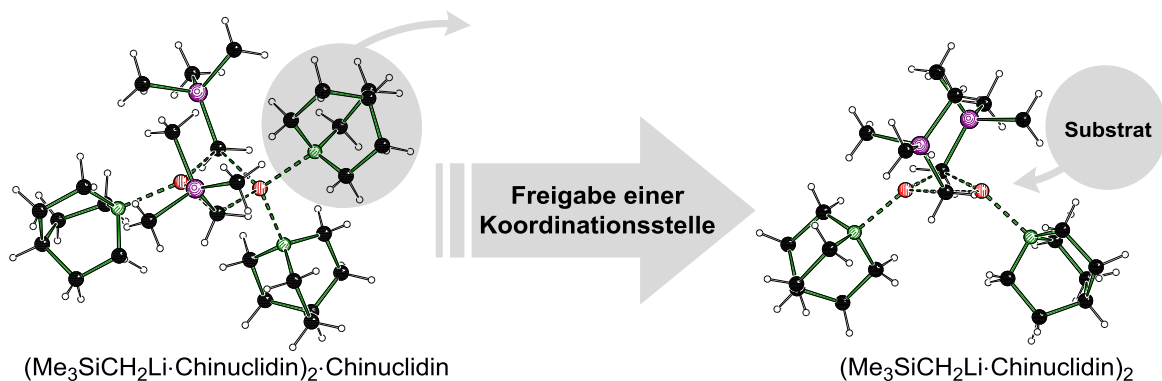 Substrat
Freigabe einer
Koordinationsstelle
(Me₃SiCH₂Li·Chinuclidin)₂·Chinuclidin
(Me₃SiCH₂Li·Chinuclidin)₂